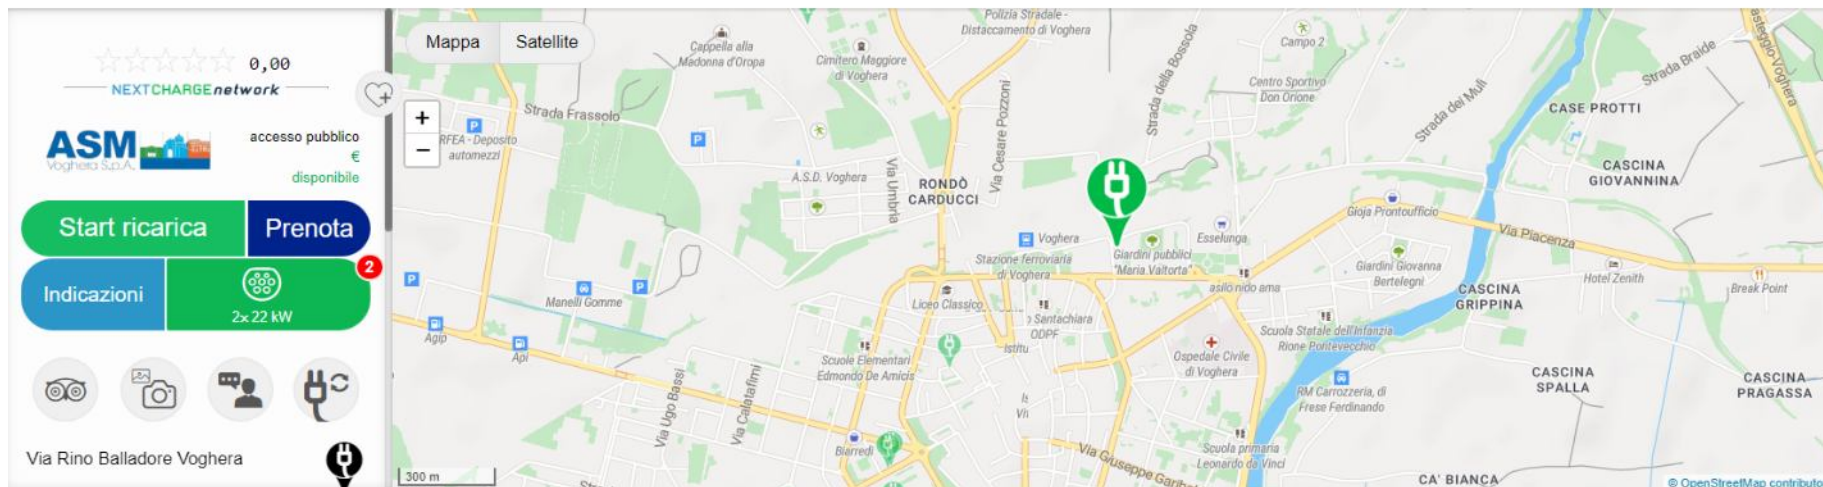 0,00
NEXTCHARGEnetwork
ASM
Voghera S.p.A.
accesso pubblico
€
disponibile
Start ricarica
Prenota
Indicazioni
2
2x 22 kW
Via Rino Balladore Voghera
Mappa
Satellite
+
−
300 m
Polizia Stradale -
Distaccamento di Voghera
Cappella alla
Madonna d'Oropa
Cimitero Maggiore
di Voghera
Campo 2
Centro Sportivo
Don Orione
Strada della Bossola
Strada dei Muli
Strada Braide
asteggio-Voghera
CASE PROTTI
CASCINA
GIOVANNINA
Strada Frassolo
P
RFEA - Deposito
automezzi
P
Via Umbria
Via Cesare Pozzoni
A.S.D. Voghera
RONDÒ
CARDUCCI
Voghera
Stazione ferroviaria
di Voghera
Giardini pubblici
"Maria Valtorta"
Esselunga
Gioja Prontoufficio
Via Piacenza
Giardini Giovanna
Bertelegni
Hotel Zenith
Break Point
CASCINA
GRIPPINA
P
P
Manelli Gomme
Liceo Classico
Santachiara
ODPF
Istitu
asilo nido ama
Agip
Api
Scuole Elementari
Edmondo De Amicis
Ospedale Civile
di Voghera
Scuola Statale dell'Infanzia
Rione Pontevecchio
RM Carrozzeria, di
Frese Ferdinando
CASCINA
SPALLA
CASCINA
PRAGASSA
Via Ugo Bassi
Via Calatafimi
Biarredi
Via Giuseppe Garibal
Scuola primaria
Leonardo da Vinci
CA' BIANCA
© OpenStreetMap contributo